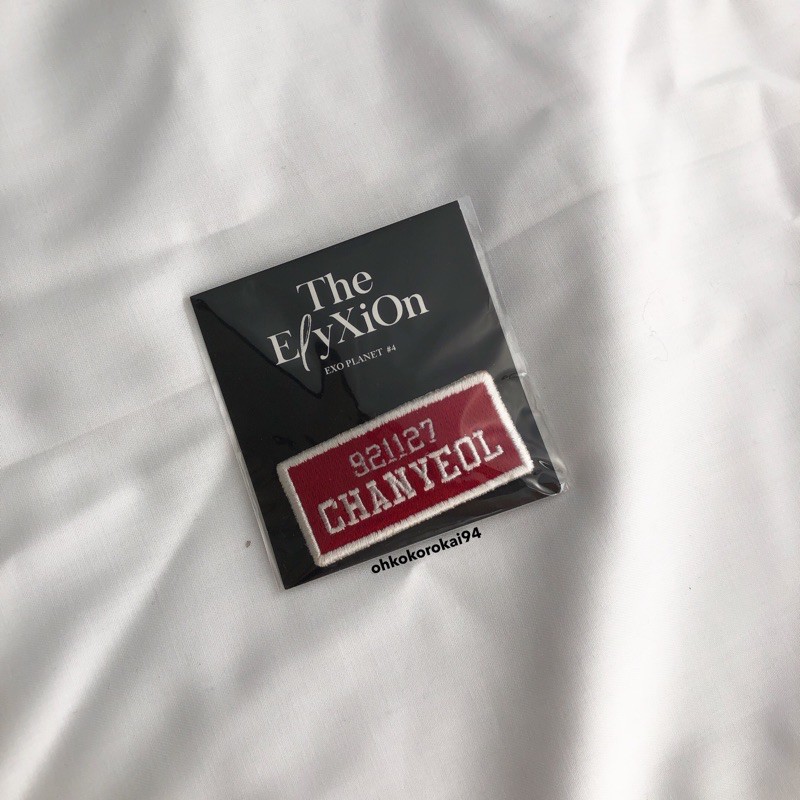 The
ElyXiOn
EXO PLANET #4
921127
CHANYEOL
ohkokorokai94